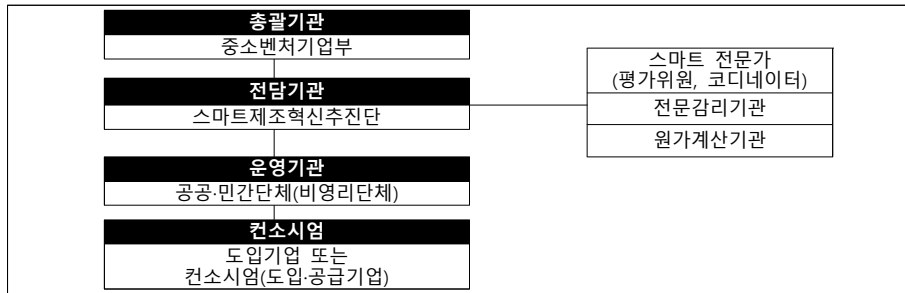 총괄기관
중소벤처기업부
전담기관
스마트제조혁신추진단
스마트 전문가
(평가위원, 코디네이터)
전문감리기관
원가계산기관
운영기관
공공·민간단체(비영리단체)
컨소시엄
도입기업 또는
컨소시엄(도입·공급기업)